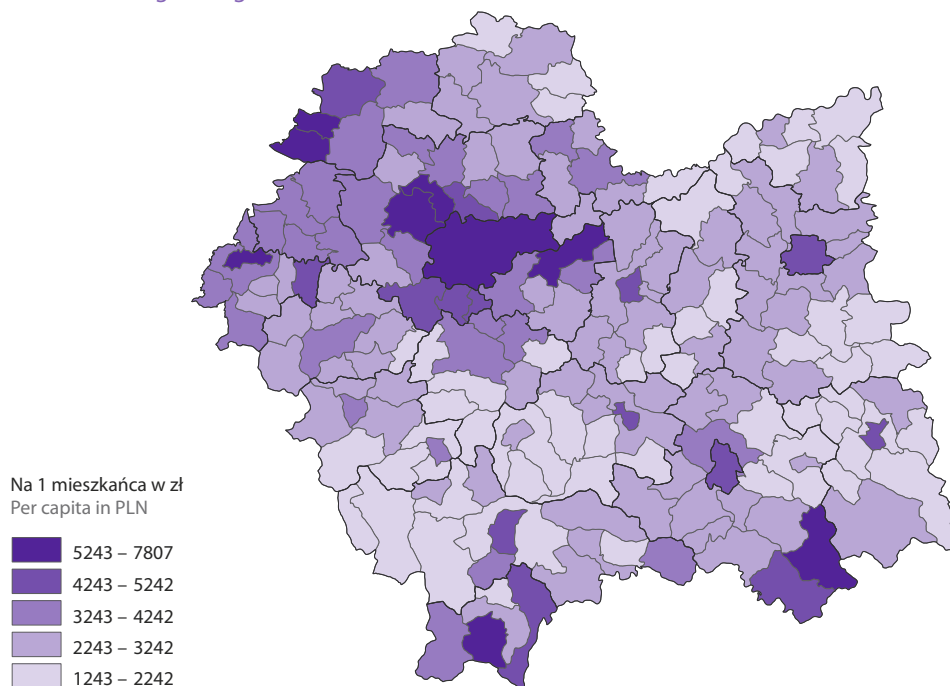 Na 1 mieszkańca w zł
Per capita in PLN
5243 – 7807
4243 – 5242
3243 – 4242
2243 – 3242
1243 – 2242